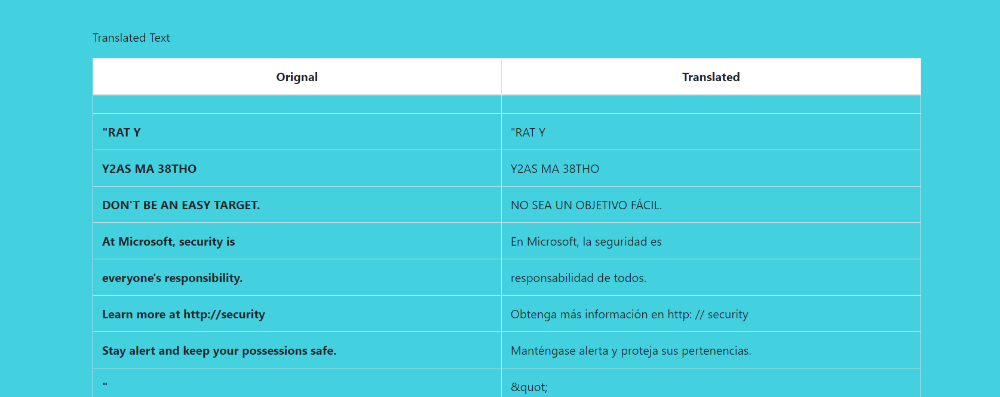 Translated Text
Orignal Translated
"RAT Y "RAT Y
Y2AS MA 38THO Y2AS MA 38THO
DON'T BE AN EASY TARGET. NO SEA UN OBJETIVO FÁCIL.
At Microsoft, security is En Microsoft, la seguridad es
everyone's responsibility. responsabilidad de todos.
Learn more at http://security Obtenga más información en http: // security
Stay alert and keep your possessions safe. Manténgase alerta y proteja sus pertenencias.
" &quot;